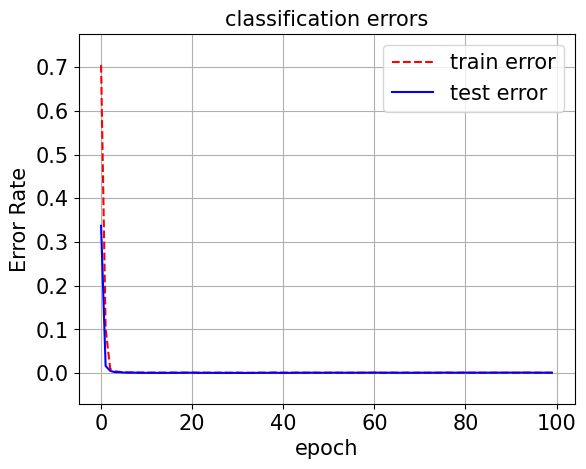 classification errors
train error
test error
Error Rate
0.7
0.6
0.5
0.4
0.3
0.2
0.1
0.0
0 20 40 60 80 100
epoch